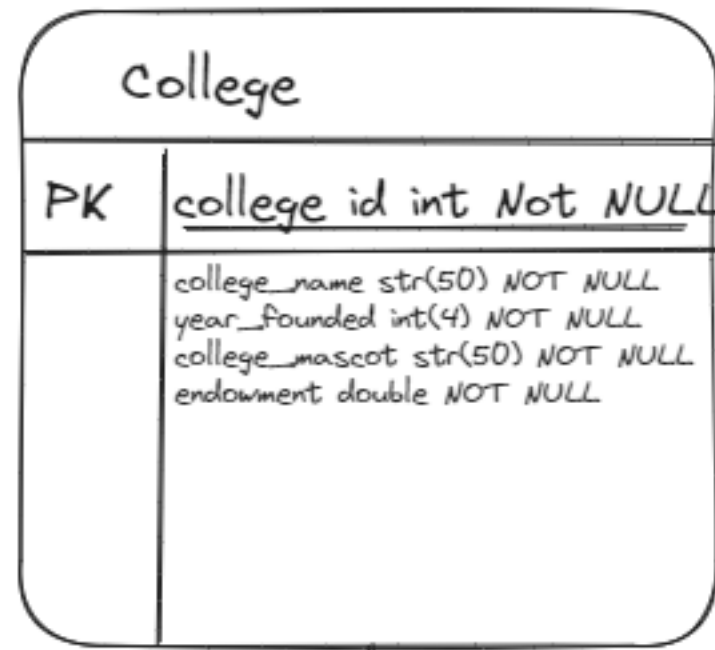 College
PK college id int Not NULL
college_name str(50) NOT NULL
year_founded int(4) NOT NULL
college_mascot str(50) NOT NULL
endowment double NOT NULL